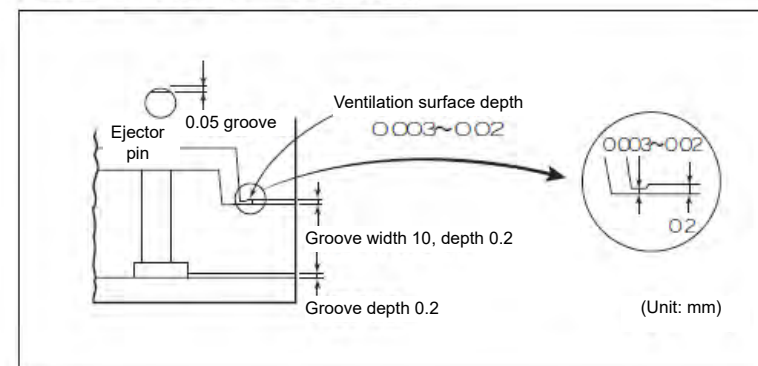 0.05 groove
Ventilation surface depth
0.003~0.02
Ejector
pin
Groove width 10, depth 0.2
Groove depth 0.2
0.003~0.02
0.2
(Unit: mm)